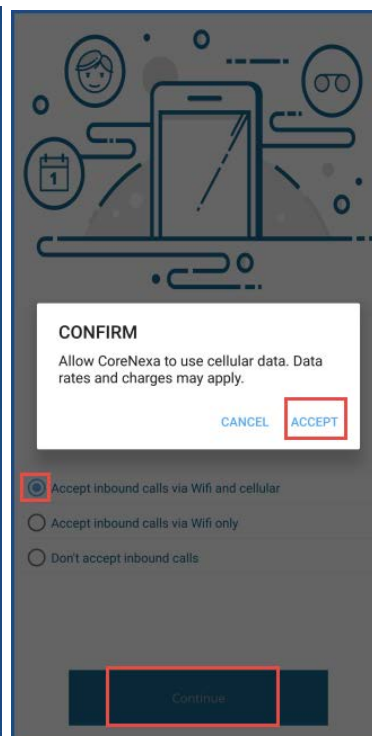 1
CONFIRM
Allow CoreNexa to use cellular data. Data
rates and charges may apply.
CANCEL ACCEPT
Accept inbound calls via Wifi and cellular
Accept inbound calls via Wifi only
Don't accept inbound calls
Continue